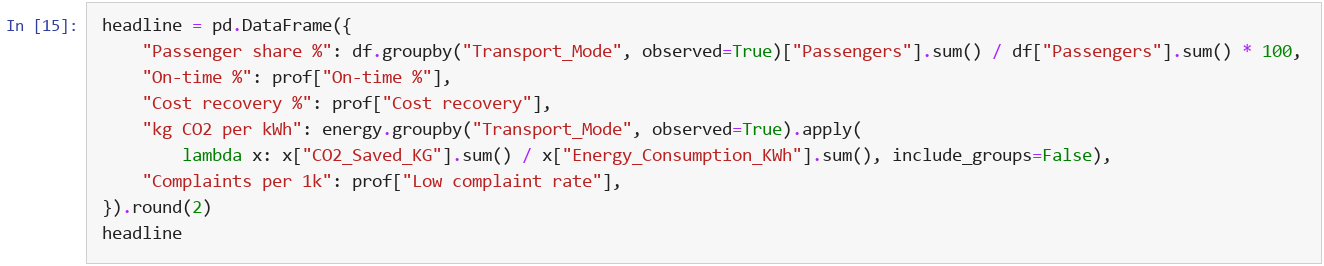 In [15]: headline = pd.DataFrame({
    "Passenger share %": df.groupby("Transport_Mode", observed=True)["Passengers"].sum() / df["Passengers"].sum() * 100,
    "On-time %": prof["On-time %"],
    "Cost recovery %": prof["Cost recovery"],
    "kg CO2 per kWh": energy.groupby("Transport_Mode", observed=True).apply(
        lambda x: x["CO2_Saved_KG"].sum() / x["Energy_Consumption_KWh"].sum(), include_groups=False),
    "Complaints per 1k": prof["Low complaint rate"],
}).round(2)
headline